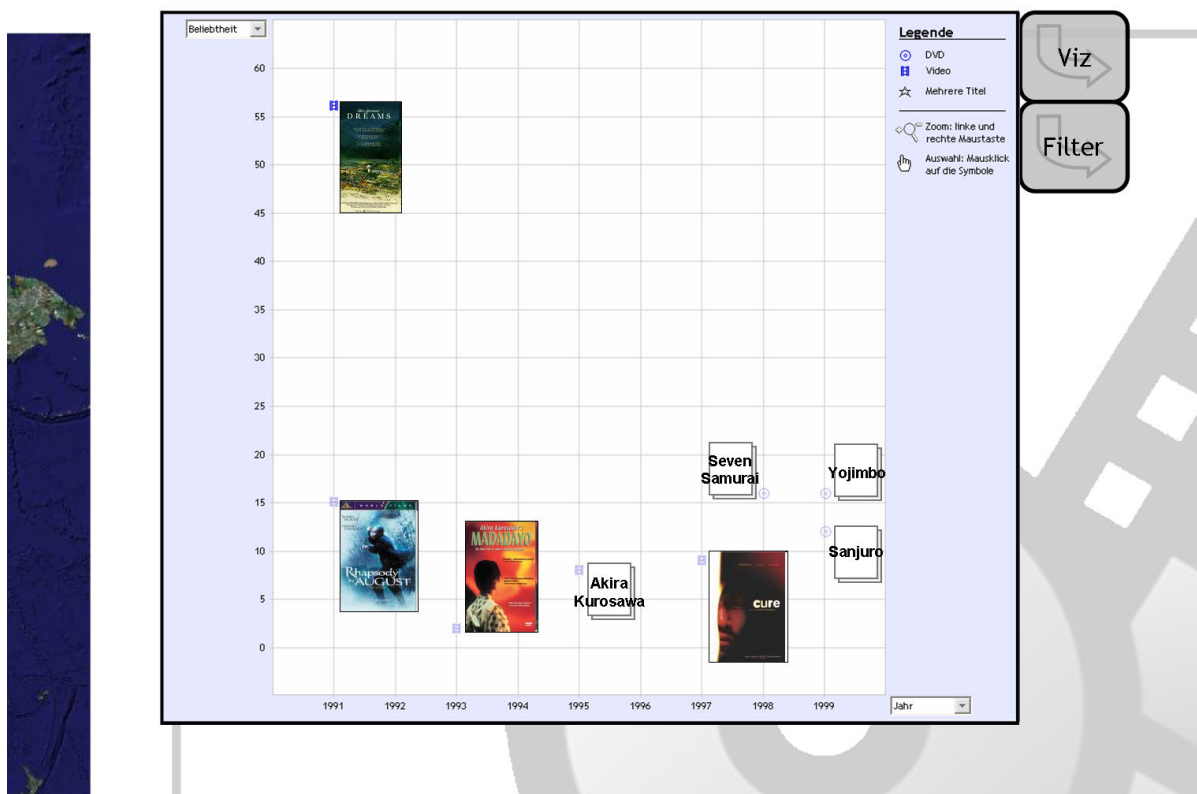 Beliebtheit
60
55
50
45
40
35
30
25
20
15
10
5
0
DREAMS
Rhapsody
in AUGUST
Akira Kurosawa's
MADADAYO
Akira
Kurosawa
Seven
Samurai
cure
Yojimbo
Sanjuro
1991 1992 1993 1994 1995 1996 1997 1998 1999
Jahr
Legende
DVD
Video
Mehrere Titel
Zoom: linke und
rechte Maustaste
Auswahl: Mausklick
auf die Symbole
Viz
Filter